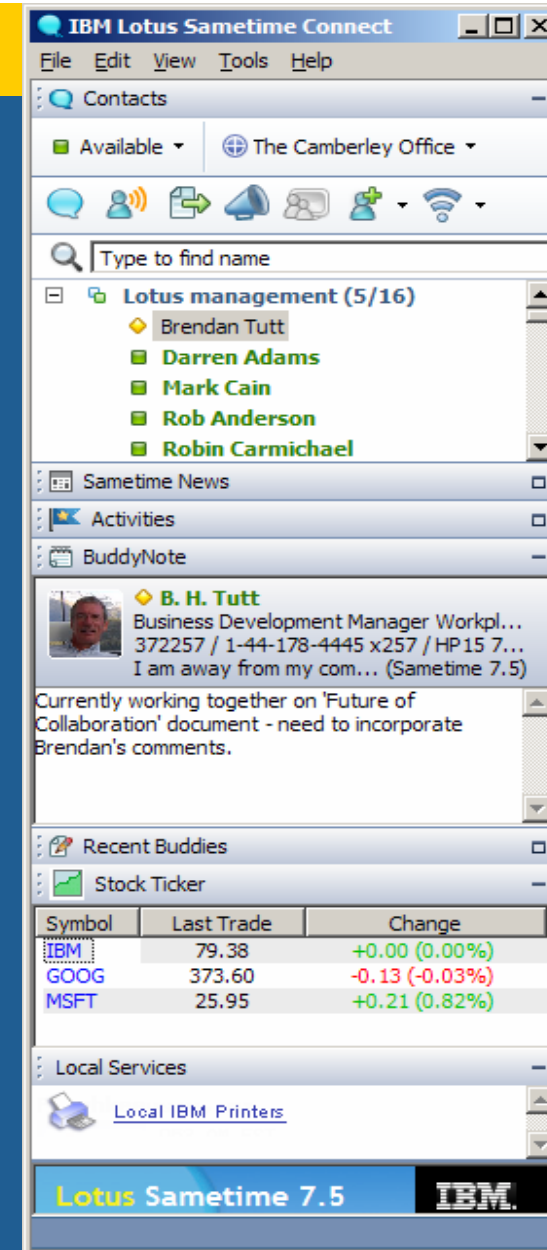 IBM Lotus Sametime Connect
File Edit View Tools Help
Contacts
Available The Camberley Office
Type to find name
Lotus management (5/16)
Brendan Tutt
Darren Adams
Mark Cain
Rob Anderson
Robin Carmichael
Sametime News
Activities
BuddyNote
B. H. Tutt
Business Development Manager Workpl...
372257 / 1-44-178-4445 x257 / HP15 7...
I am away from my com... (Sametime 7.5)
Currently working together on 'Future of
Collaboration' document - need to incorporate
Brendan's comments.
Recent Buddies
Stock Ticker
Symbol Last Trade Change
IBM 79.38 +0.00 (0.00%)
GOOG 373.60 -0.13 (-0.03%)
MSFT 25.95 +0.21 (0.82%)
Local Services
Local IBM Printers
Lotus Sametime 7.5 IBM.